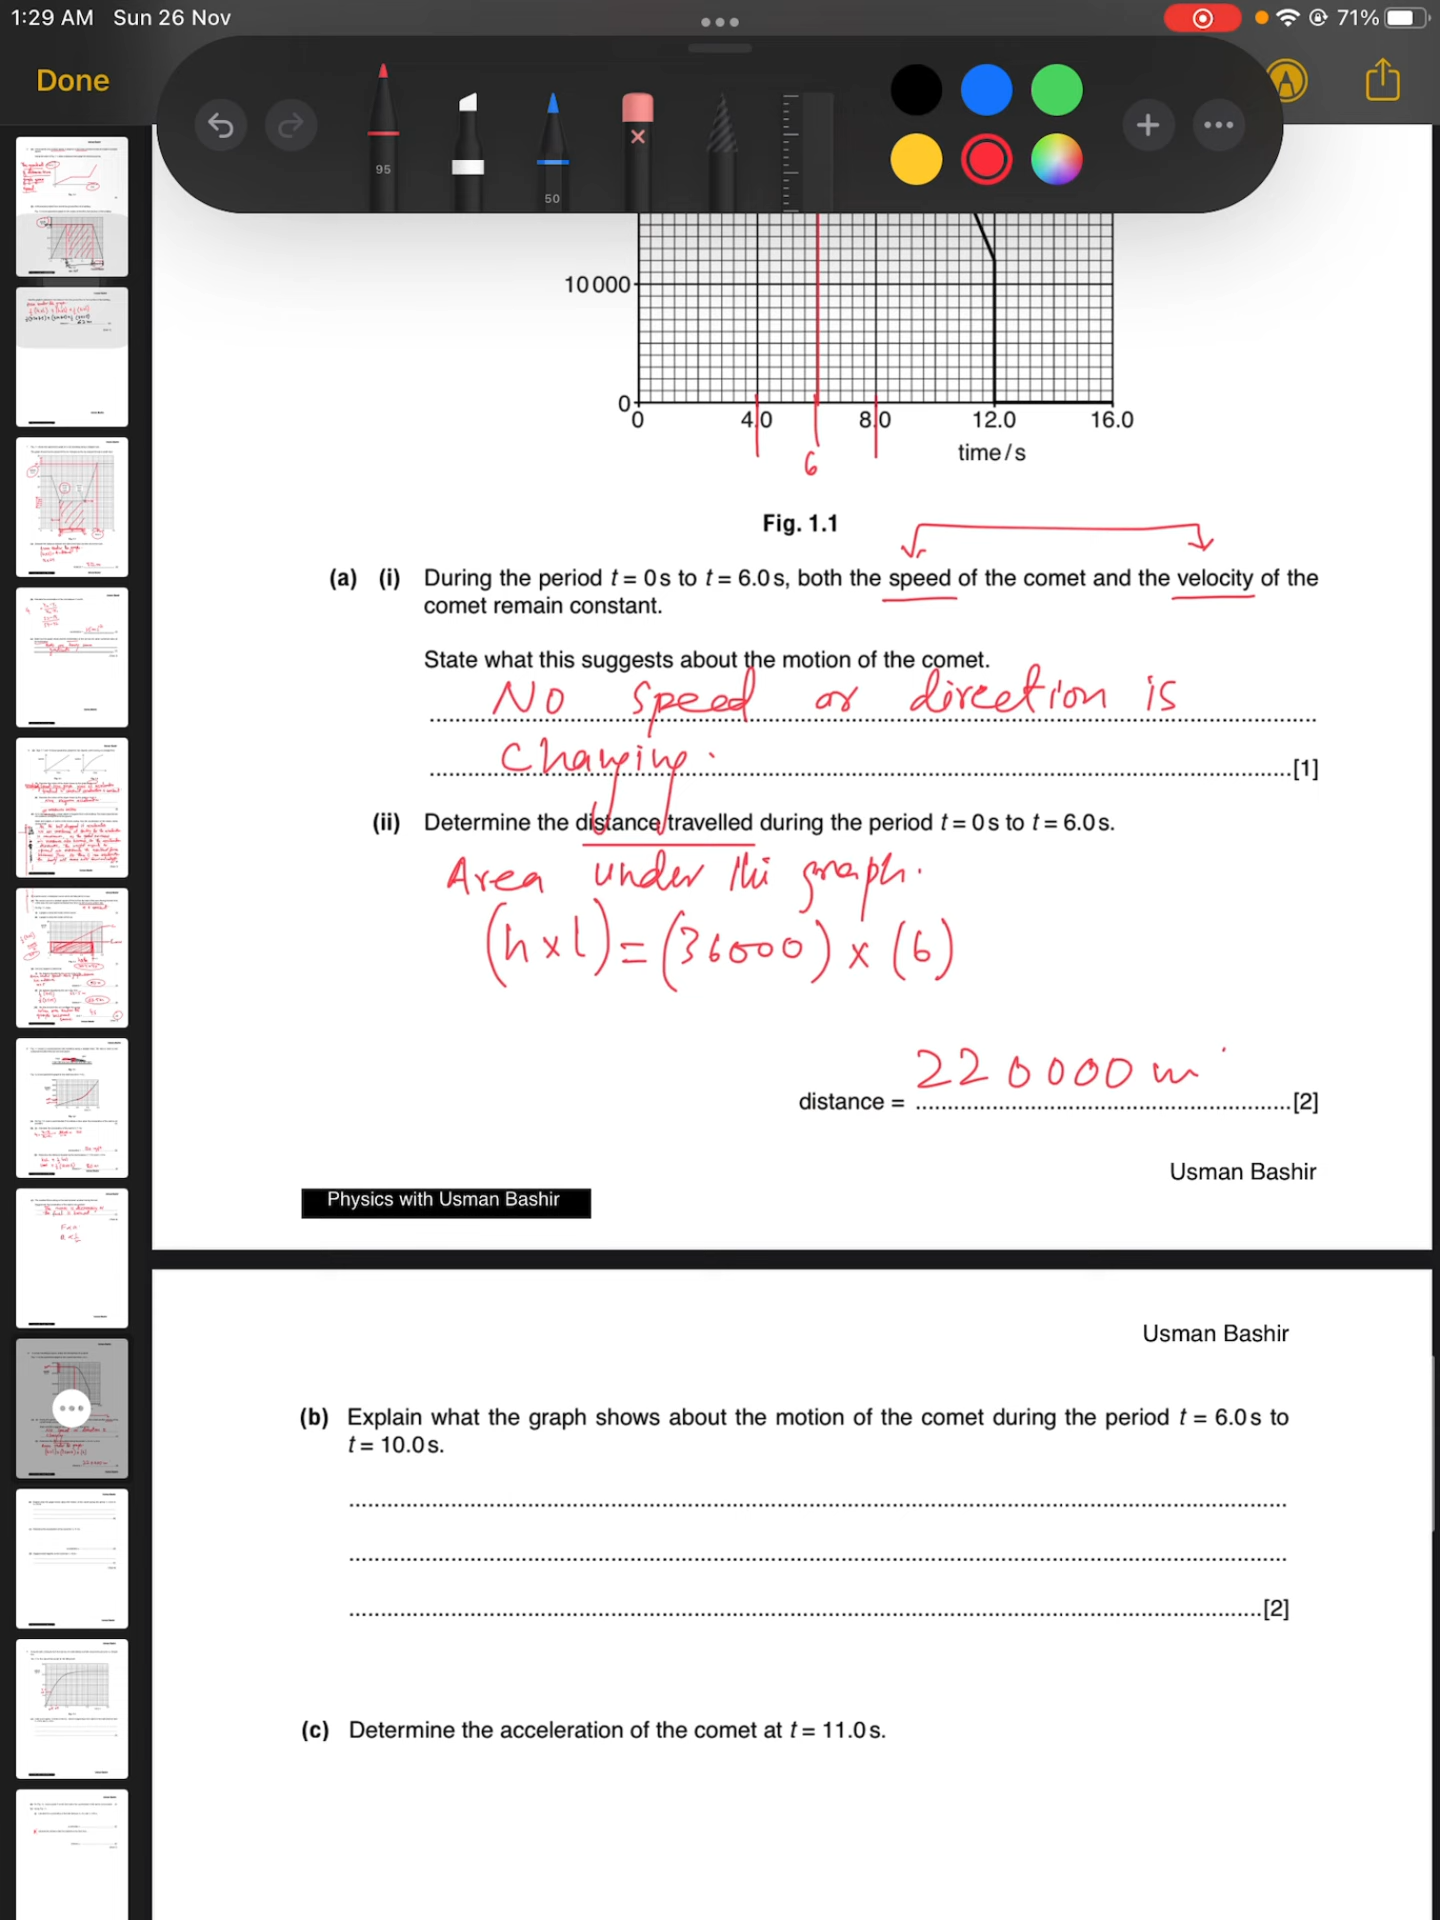 1:29 AM Sun 26 Nov
71%
Done
95
50
10 000
0
0 4.0 8.0 12.0 16.0
6
time / s
Fig. 1.1
(a) (i) During the period t = 0 s to t = 6.0 s, both the speed of the comet and the velocity of the
comet remain constant.
State what this suggests about the motion of the comet.
No speed or direction is
changing.
[1]
(ii) Determine the distance travelled during the period t = 0 s to t = 6.0 s.
Area under the graph.
(h x l) = (36000) x (6)
220000 m
distance = [2]
Usman Bashir
Physics with Usman Bashir
Usman Bashir
(b) Explain what the graph shows about the motion of the comet during the period t = 6.0 s to
t = 10.0 s.
[2]
(c) Determine the acceleration of the comet at t = 11.0 s.